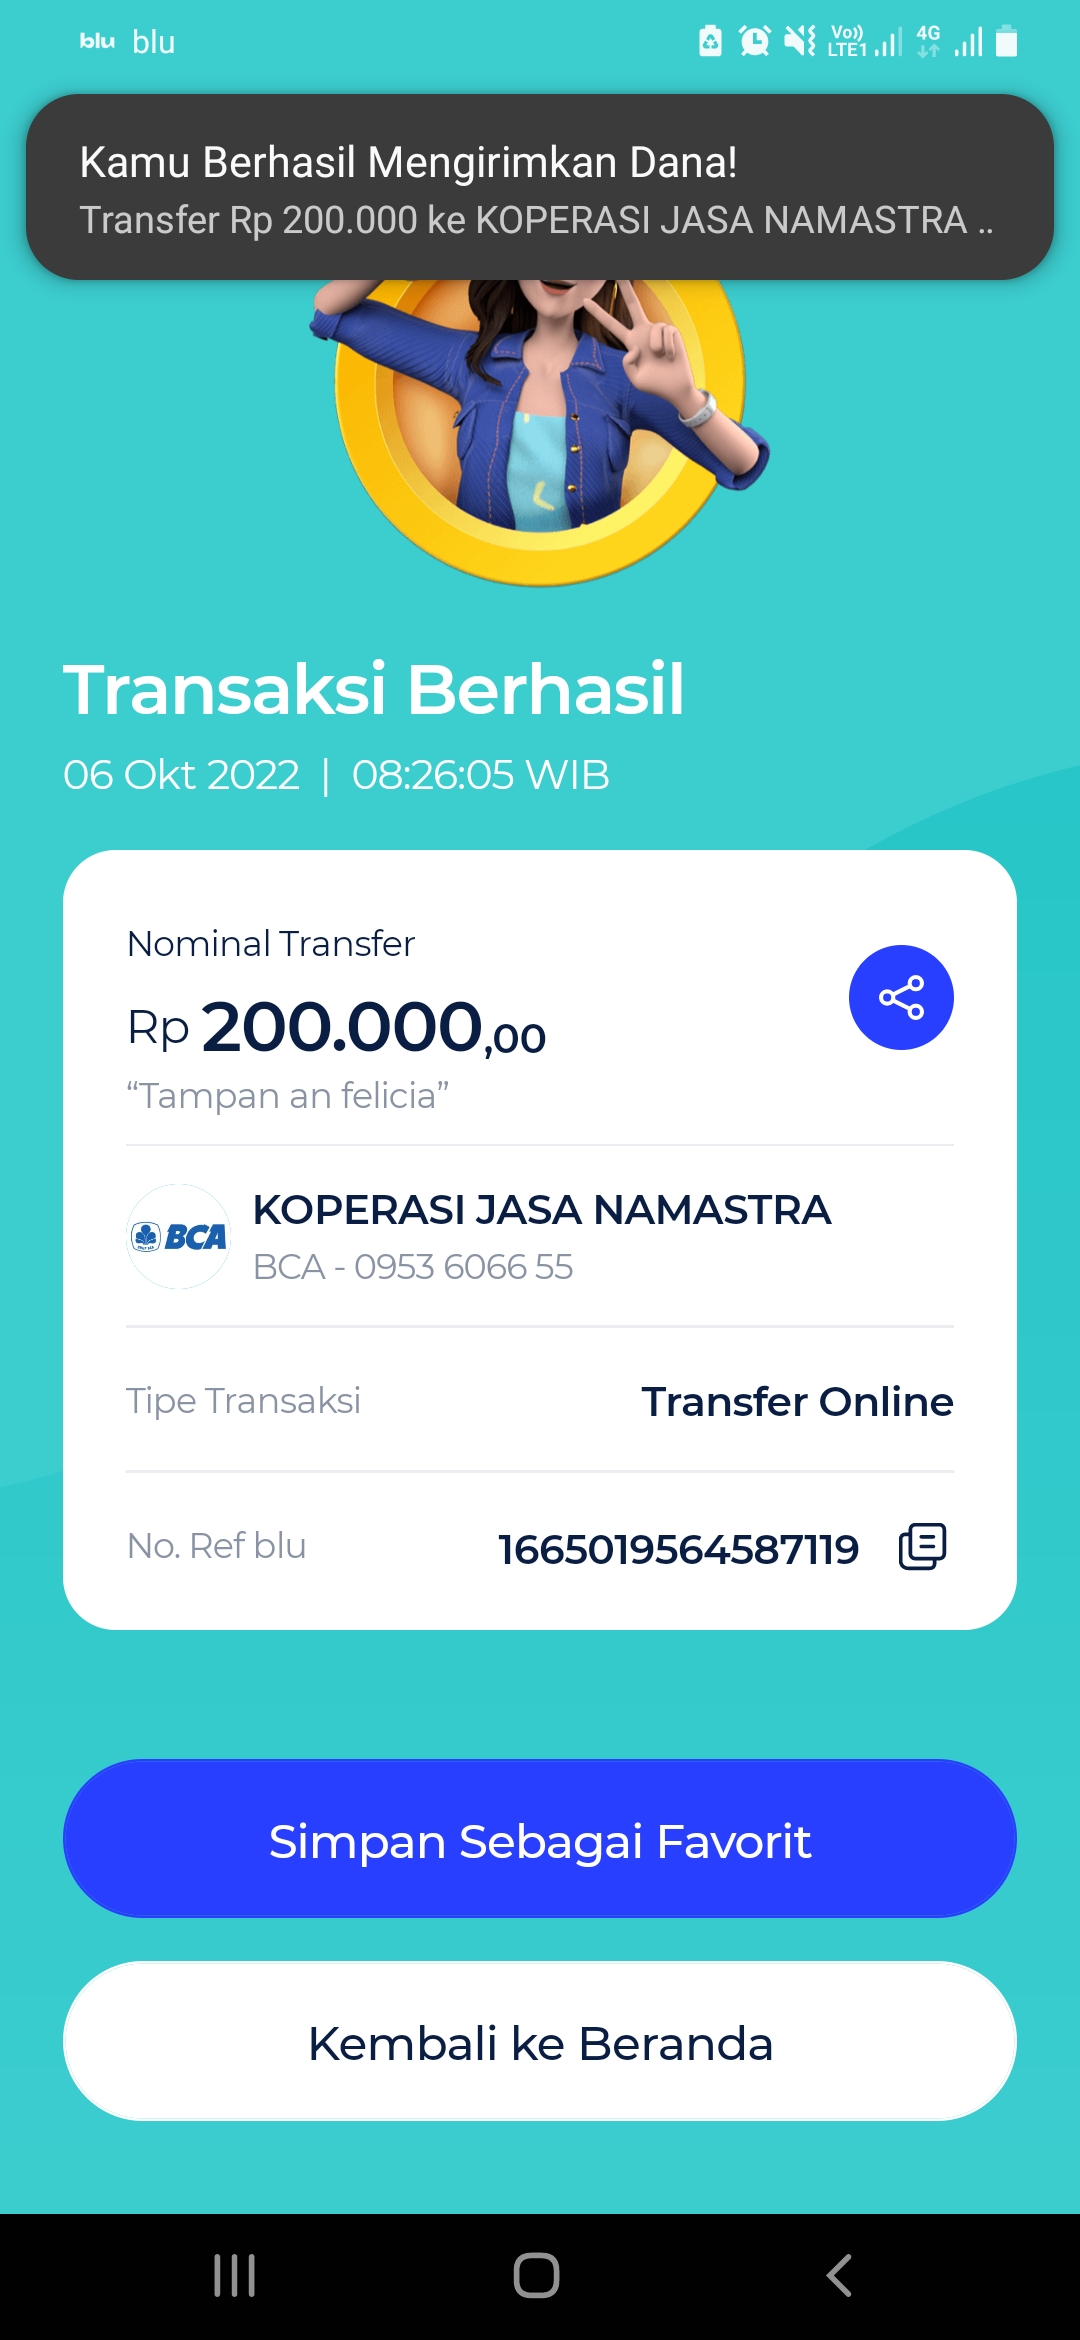 blu blu
Vo)) LTE1 4G
Kamu Berhasil Mengirimkan Dana!
Transfer Rp 200.000 ke KOPERASI JASA NAMASTRA ..
Transaksi Berhasil
06 Okt 2022 | 08:26:05 WIB
Nominal Transfer
Rp 200.000,00
“Tampan an felicia”
BCA
KOPERASI JASA NAMASTRA
BCA - 0953 6066 55
Tipe Transaksi
Transfer Online
No. Ref blu
1665019564587119
Simpan Sebagai Favorit
Kembali ke Beranda